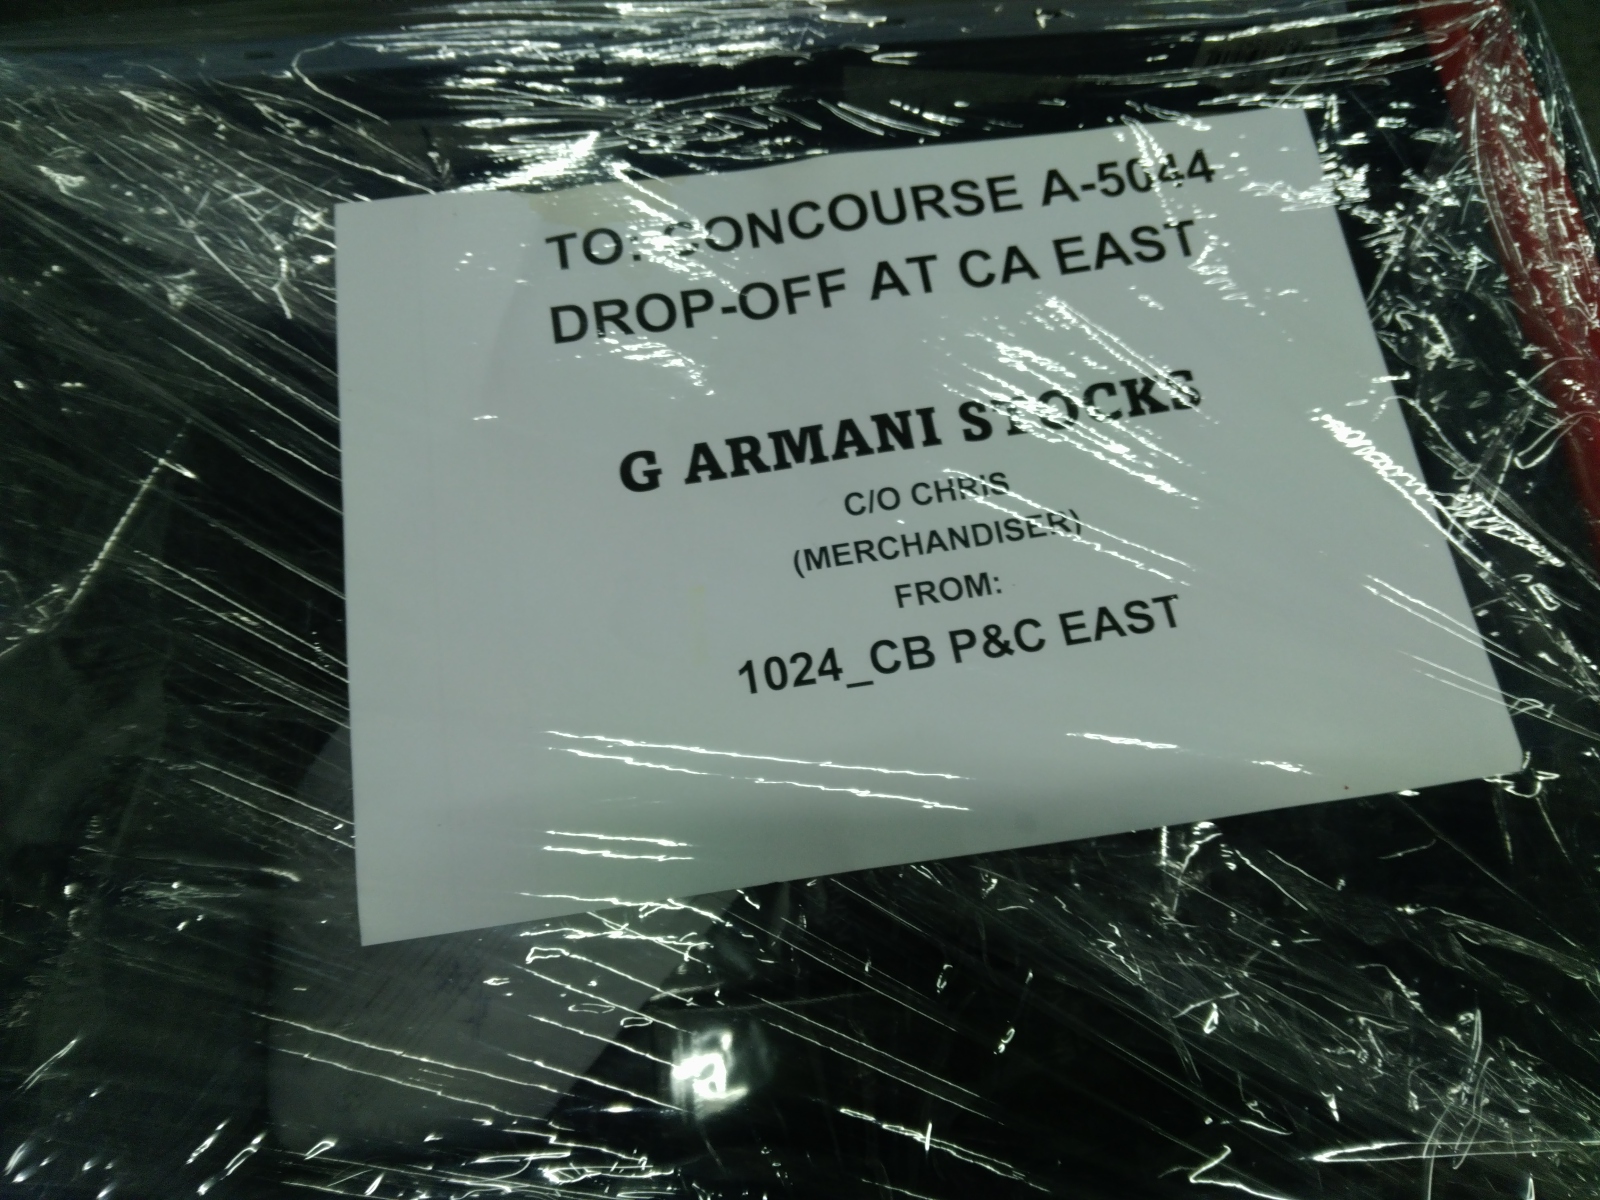 TO: CONCOURSE A-5044
DROP-OFF AT CA EAST
G ARMANI STOCKS
C/O CHRIS
(MERCHANDISER)
FROM:
1024_CB P&C EAST